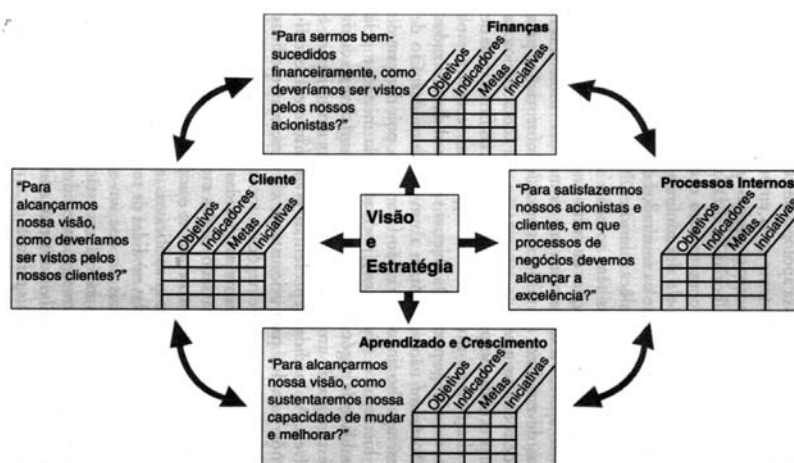 Finanças
"Para sermos bem-
sucedidos
financeiramente, como
deveríamos ser vistos
pelos nossos
acionistas?"
Objetivos
Indicadores
Metas
Iniciativas
Cliente
"Para
alcançarmos
nossa visão,
como deveríamos
ser vistos pelos
nossos clientes?"
Objetivos
Indicadores
Metas
Iniciativas
Visão
e
Estratégia
Processos Internos
"Para satisfazermos
nossos acionistas e
clientes, em que
processos de
negócios devemos
alcançar a
excelência?"
Objetivos
Indicadores
Metas
Iniciativas
Aprendizado e Crescimento
"Para alcançarmos
nossa visão, como
sustentaremos nossa
capacidade de mudar
e melhorar?"
Objetivos
Indicadores
Metas
Iniciativas